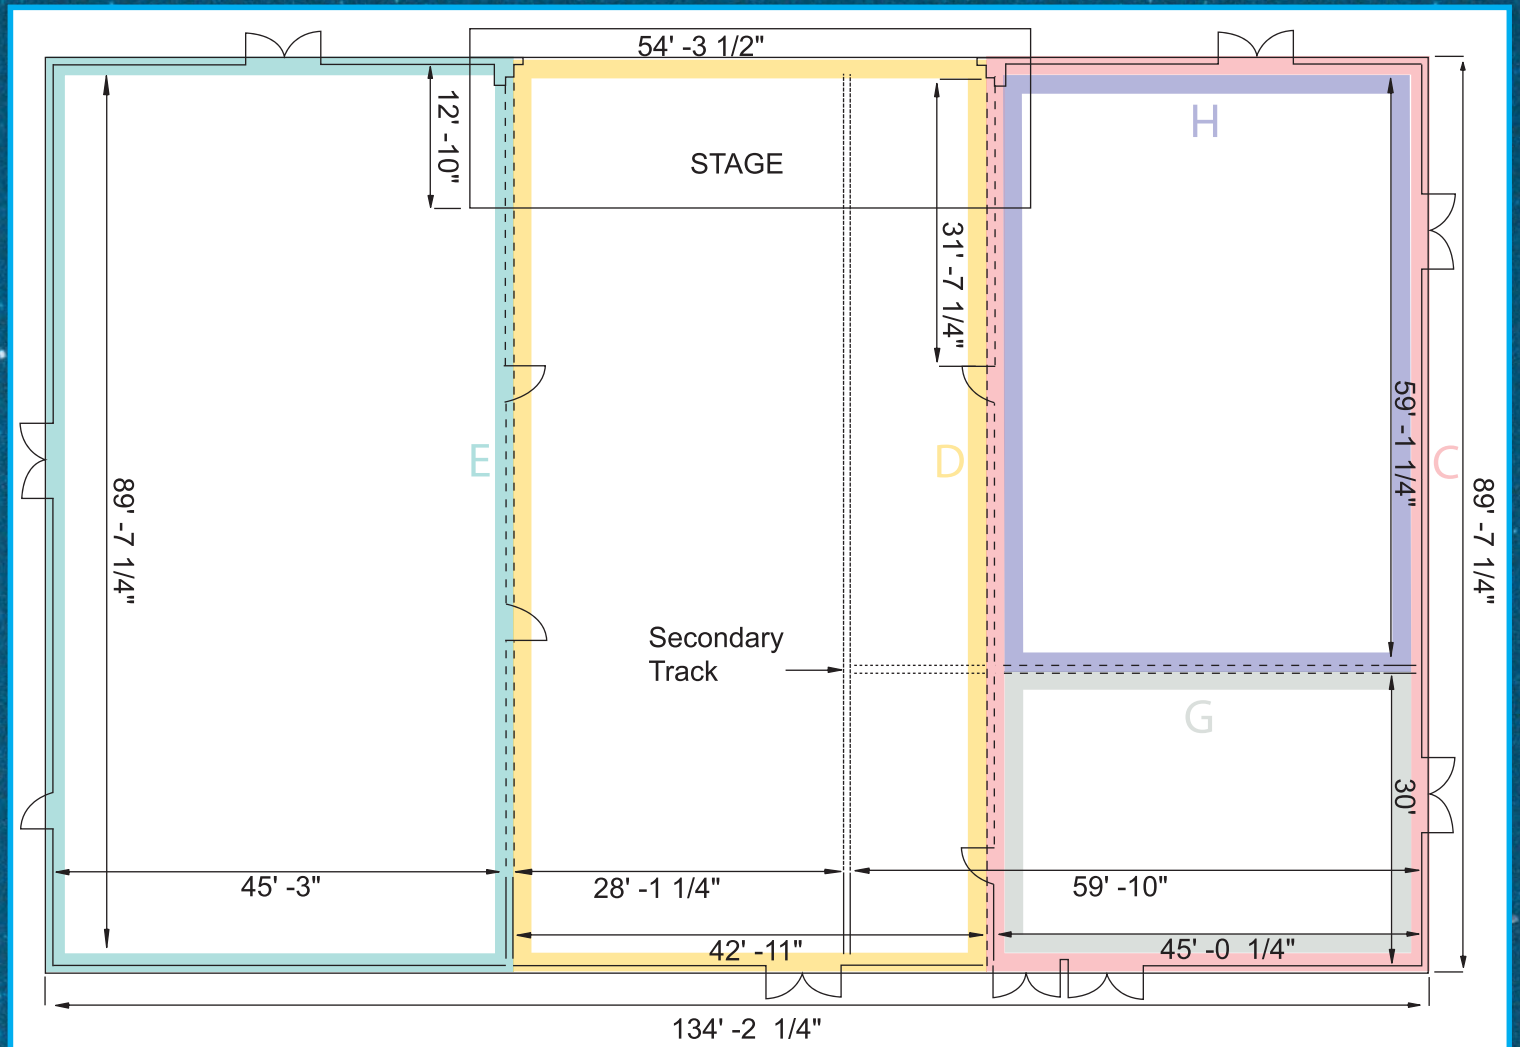 54' -3 1/2"
12' -10"
H
STAGE
31' -7 1/4"
59' -1 1/4"
E
D
C
89' -7 1/4"
89' -7 1/4"
Secondary
Track
G
30'
45' -3"
28' -1 1/4"
59' -10"
42' -11"
45' -0 1/4"
134' -2 1/4"